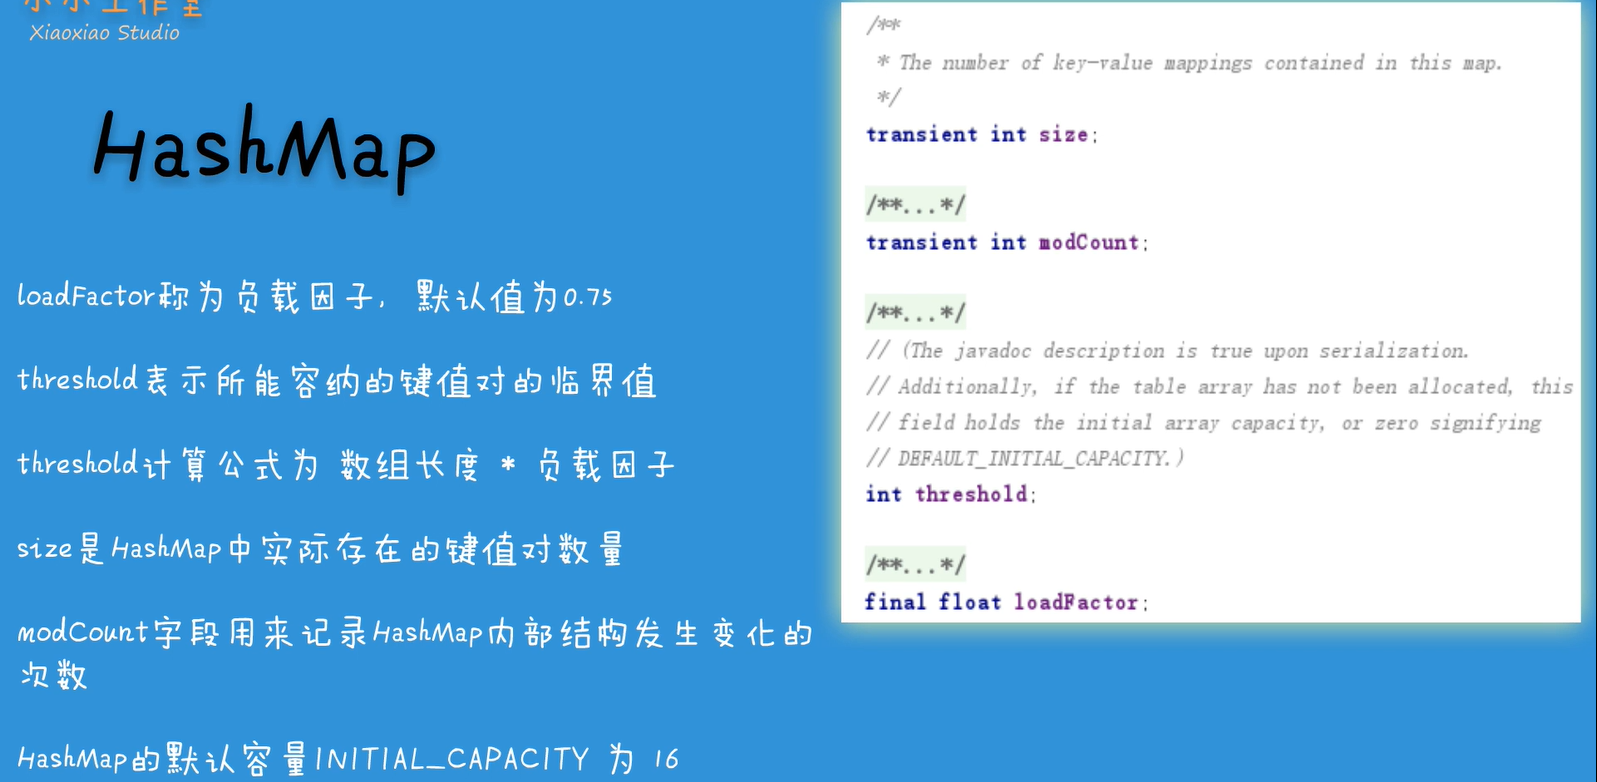 小小工作室
Xiaoxiao Studio
HashMap
loadFactor称为负载因子, 默认值为0.75
threshold表示所能容纳的键值对的临界值
threshold计算公式为 数组长度 * 负载因子
size是HashMap中实际存在的键值对数量
modCount字段用来记录HashMap内部结构发生变化的
次数
HashMap的默认容量INITIAL_CAPACITY 为 16
/**
* The number of key-value mappings contained in this map.
*/
transient int size;
/**...*/
transient int modCount;
/**...*/
// (The javadoc description is true upon serialization.
// Additionally, if the table array has not been allocated, this
// field holds the initial array capacity, or zero signifying
// DEFAULT_INITIAL_CAPACITY.)
int threshold;
/**...*/
final float loadFactor;